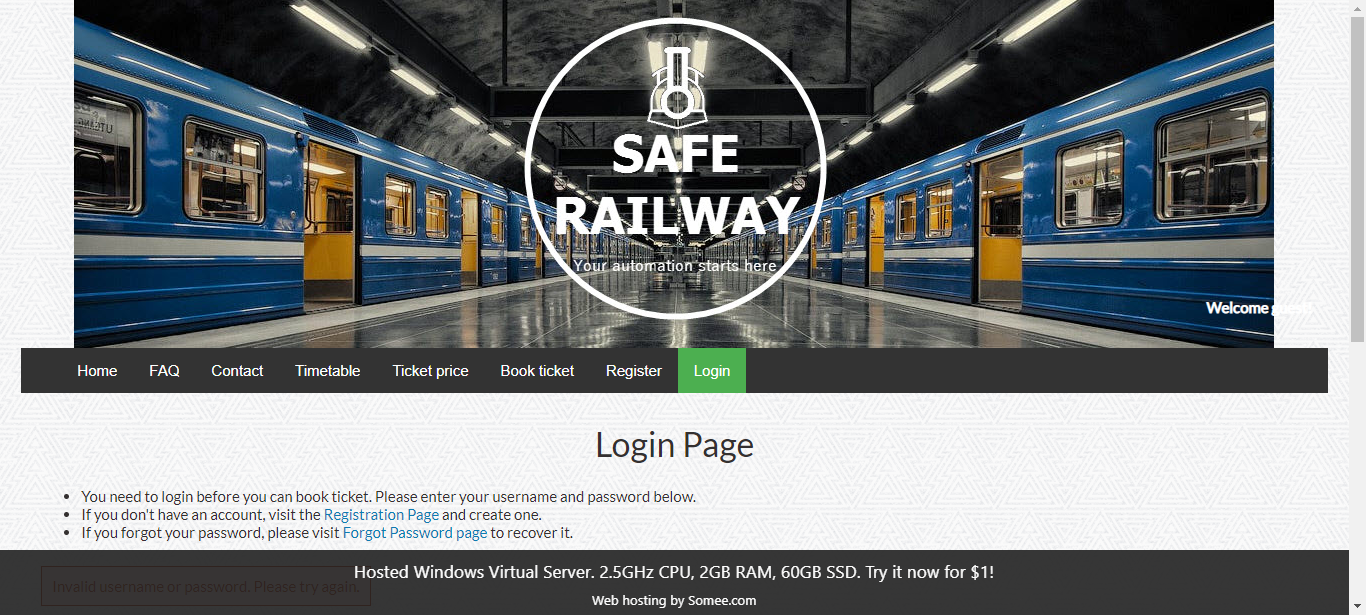 SAFE
RAILWAY
Your automation starts here
Welcome
Home FAQ Contact Timetable Ticket price Book ticket Register Login
Login Page
You need to login before you can book ticket. Please enter your username and password below.
If you don't have an account, visit the Registration Page and create one.
If you forgot your password, please visit Forgot Password page to recover it.
Invalid username or password. Please try again.
Hosted Windows Virtual Server. 2.5GHz CPU, 2GB RAM, 60GB SSD. Try it now for $1!
Web hosting by Somee.com